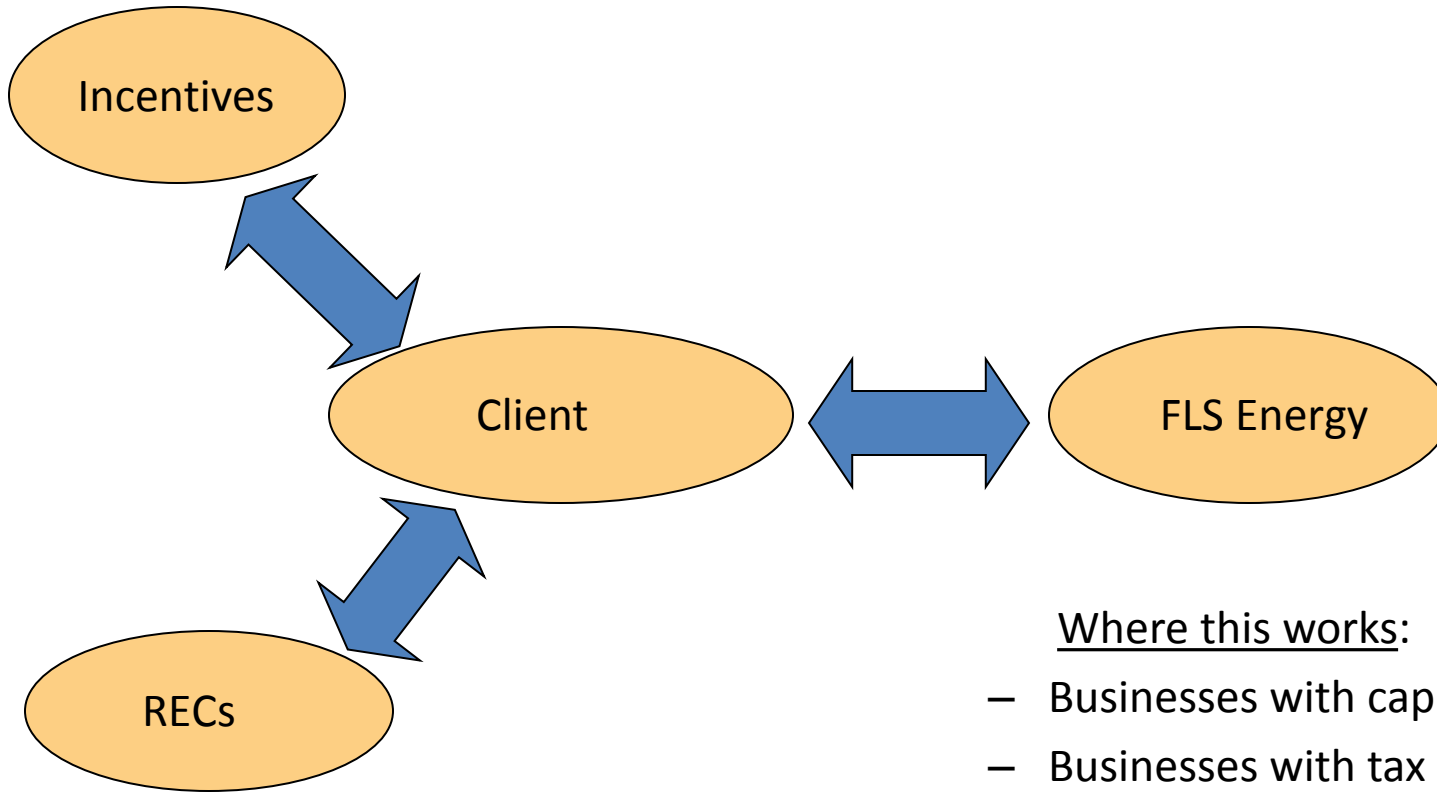 Incentives
Client
FLS Energy
RECs
Where this works:
– Businesses with cap
– Businesses with tax